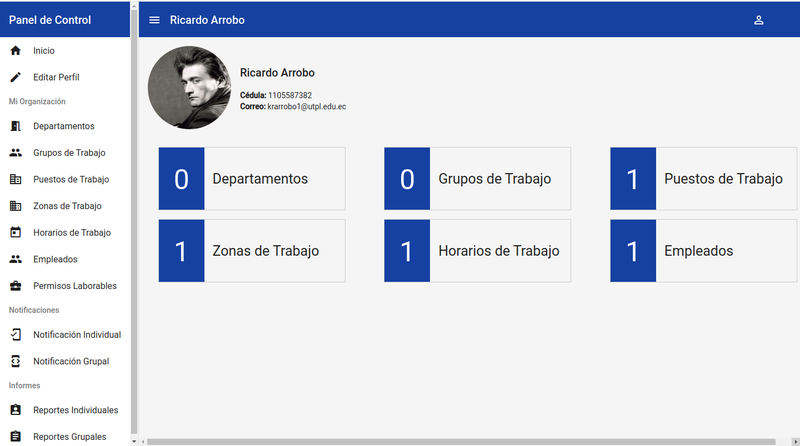 Panel de Control
Inicio
Editar Perfíl
Mi Organización
Departamentos
Grupos de Trabajo
Puestos de Trabajo
Zonas de Trabajo
Horarios de Trabajo
Empleados
Permisos Laborables
Notificaciones
Notificación Individual
Notificación Grupal
Informes
Reportes Individuales
Reportes Grupales
Ricardo Arrobo
Ricardo Arrobo
Cédula: 1105587382
Correo: krarrobo1@utpl.edu.ec
0 Departamentos
0 Grupos de Trabajo
1 Puestos de Trabajo
1 Zonas de Trabajo
1 Horarios de Trabajo
1 Empleados